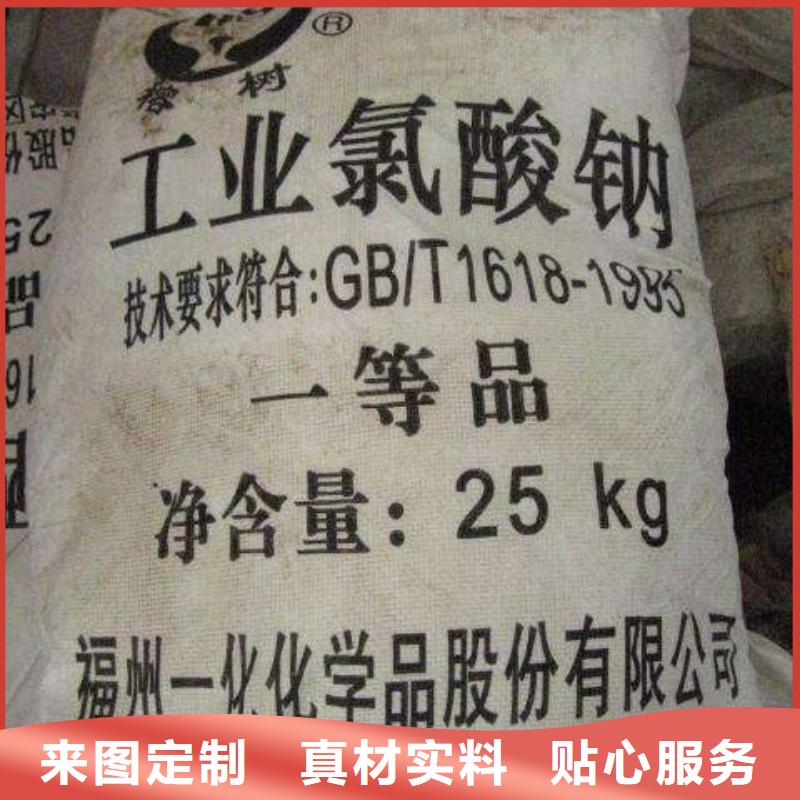 ®
榕树
工业氯酸钠
技术要求符合:GB/T1618-1995
一等品
净含量: 25 kg
福州一化化学品股份有限公司
来图定制 真材实料 贴心服务